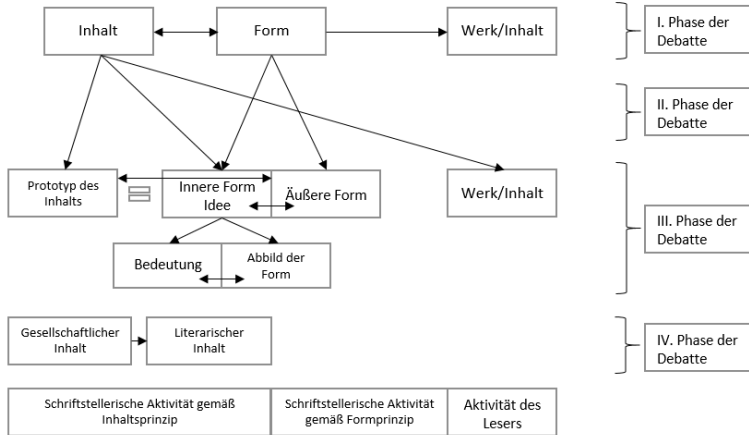 Inhalt
Form
Werk/Inhalt
I. Phase der
Debatte
II. Phase der
Debatte
Prototyp des
Inhalts
Innere Form
Idee
Äußere Form
Werk/Inhalt
III. Phase der
Debatte
Bedeutung
Abbild der
Form
Gesellschaftlicher
Inhalt
Literarischer
Inhalt
IV. Phase der
Debatte
Schriftstellerische Aktivität gemäß
Inhaltsprinzip
Schriftstellerische Aktivität
gemäß Formprinzip
Aktivität des
Lesers